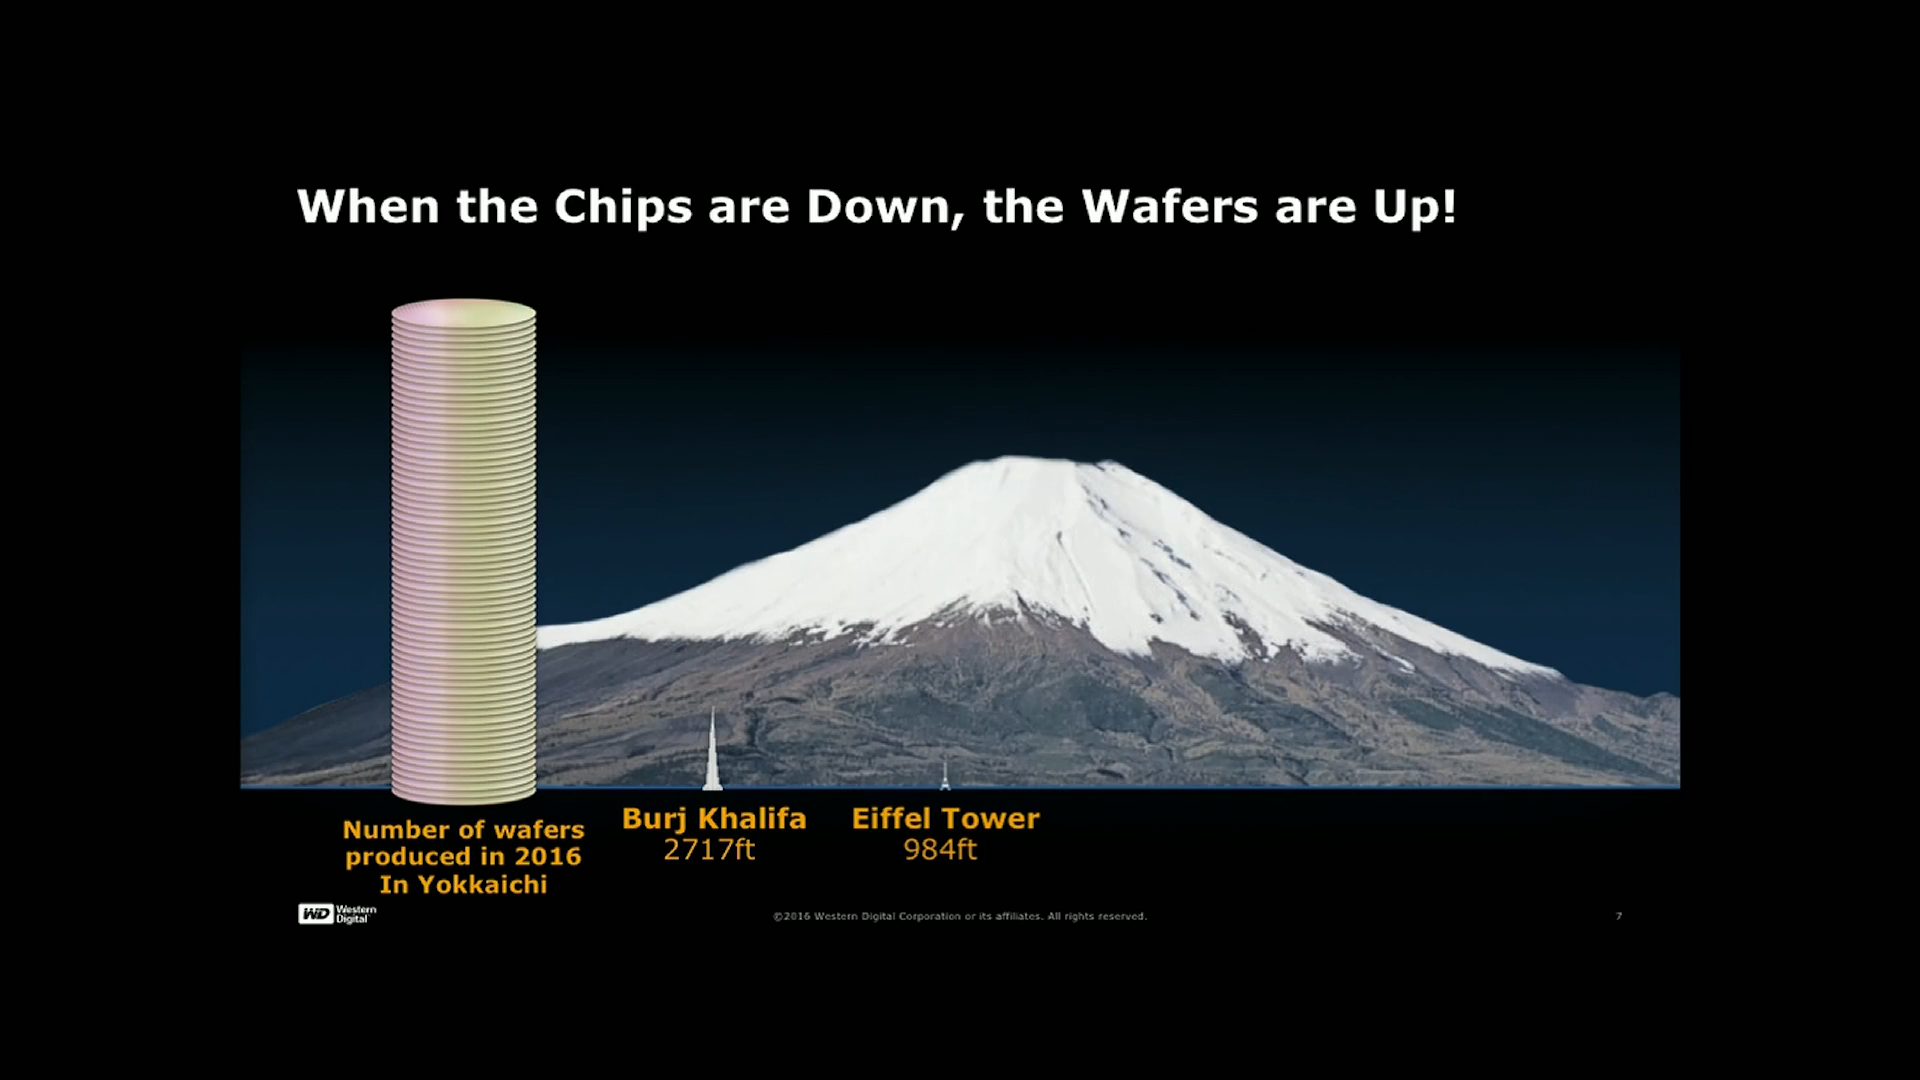 When the Chips are Down, the Wafers are Up!
Number of wafers
produced in 2016
In Yokkaichi
Burj Khalifa
2717ft
Eiffel Tower
984ft
WD Western
Digital
©2016 Western Digital Corporation or its affiliates. All rights reserved.
7